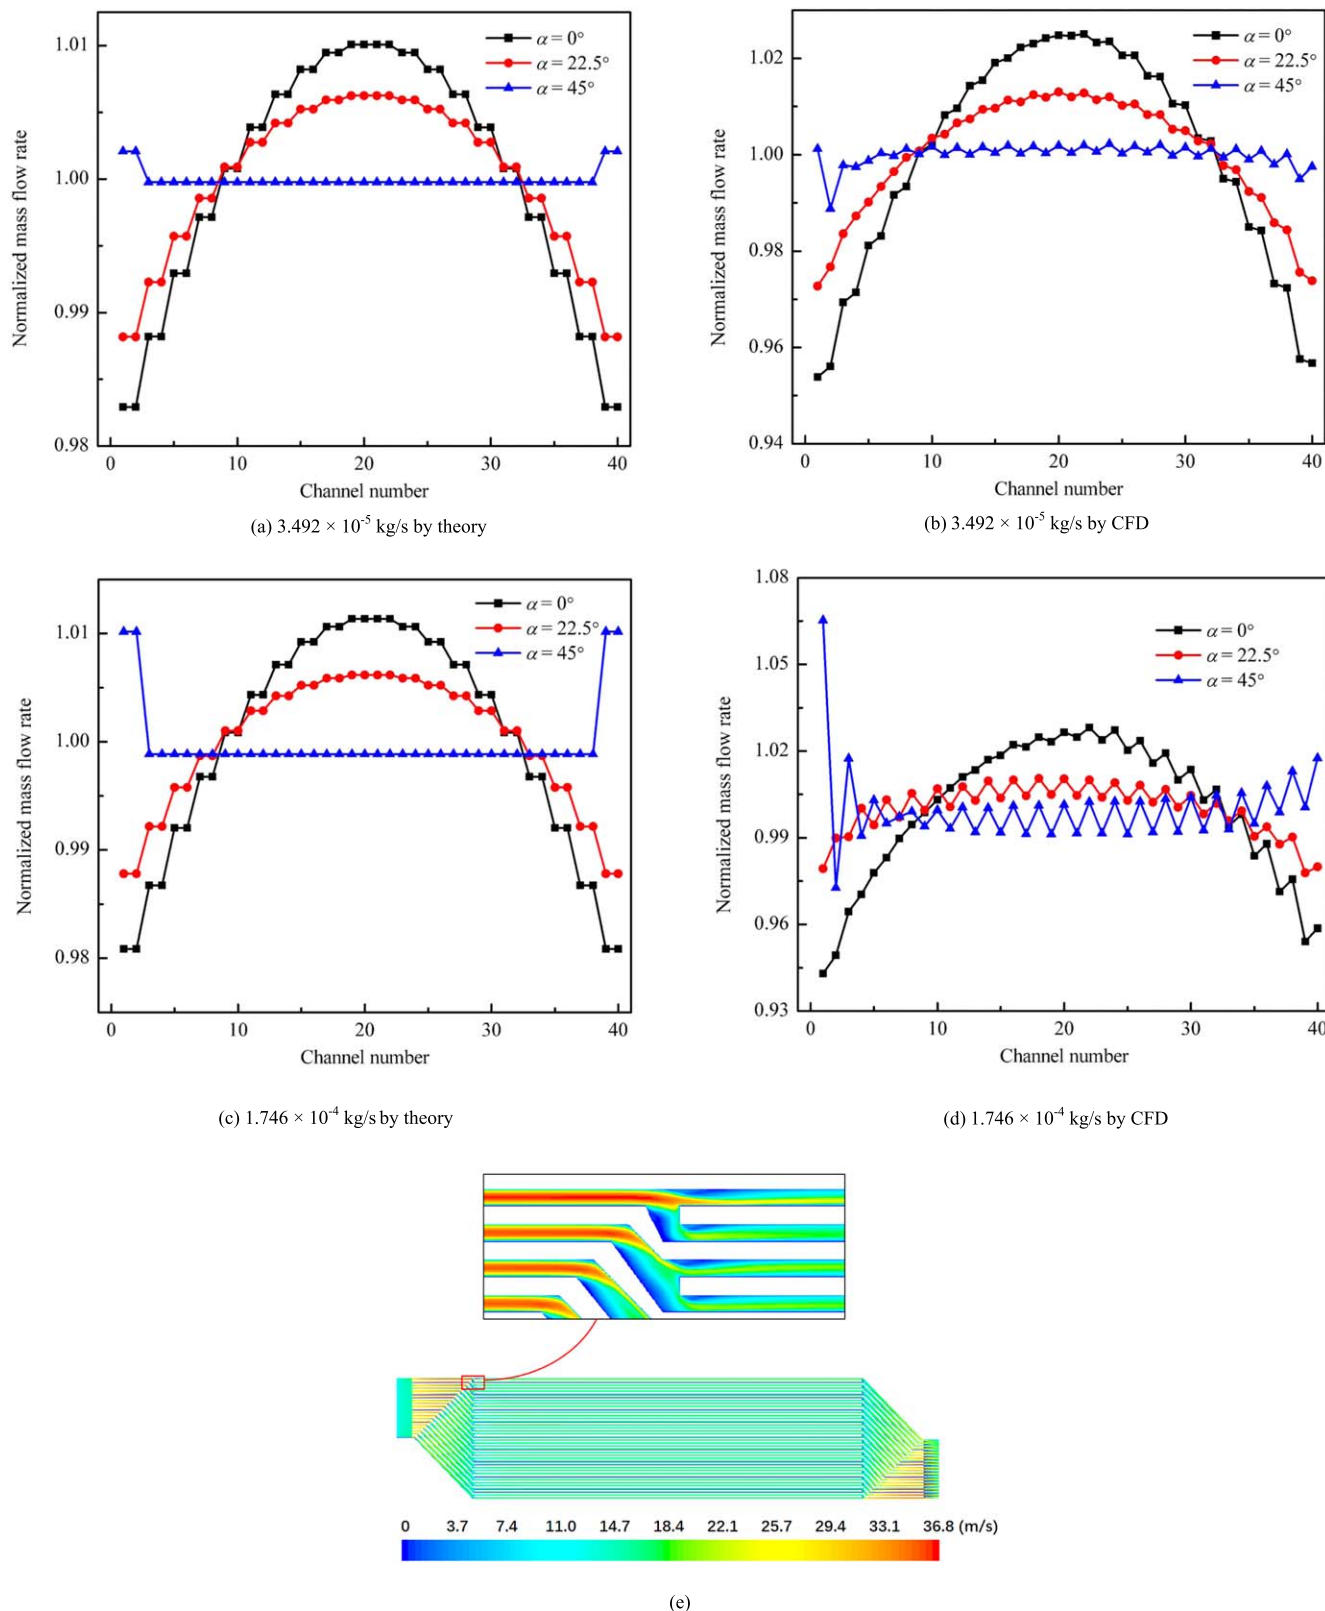 α = 0°
α = 22.5°
α = 45°
1.01
1.00
0.99
0.98
Normalized mass flow rate
0 10 20 30 40
Channel number
(a) 3.492 × 10⁻⁵ kg/s by theory
α = 0°
α = 22.5°
α = 45°
1.02
1.00
0.98
0.96
0.94
Normalized mass flow rate
0 10 20 30 40
Channel number
(b) 3.492 × 10⁻⁵ kg/s by CFD
α = 0°
α = 22.5°
α = 45°
1.01
1.00
0.99
0.98
Normalized mass flow rate
0 10 20 30 40
Channel number
(c) 1.746 × 10⁻⁴ kg/s by theory
α = 0°
α = 22.5°
α = 45°
1.08
1.05
1.02
0.99
0.96
0.93
Normalized mass flow rate
0 10 20 30 40
Channel number
(d) 1.746 × 10⁻⁴ kg/s by CFD
0 3.7 7.4 11.0 14.7 18.4 22.1 25.7 29.4 33.1 36.8 (m/s)
(e)